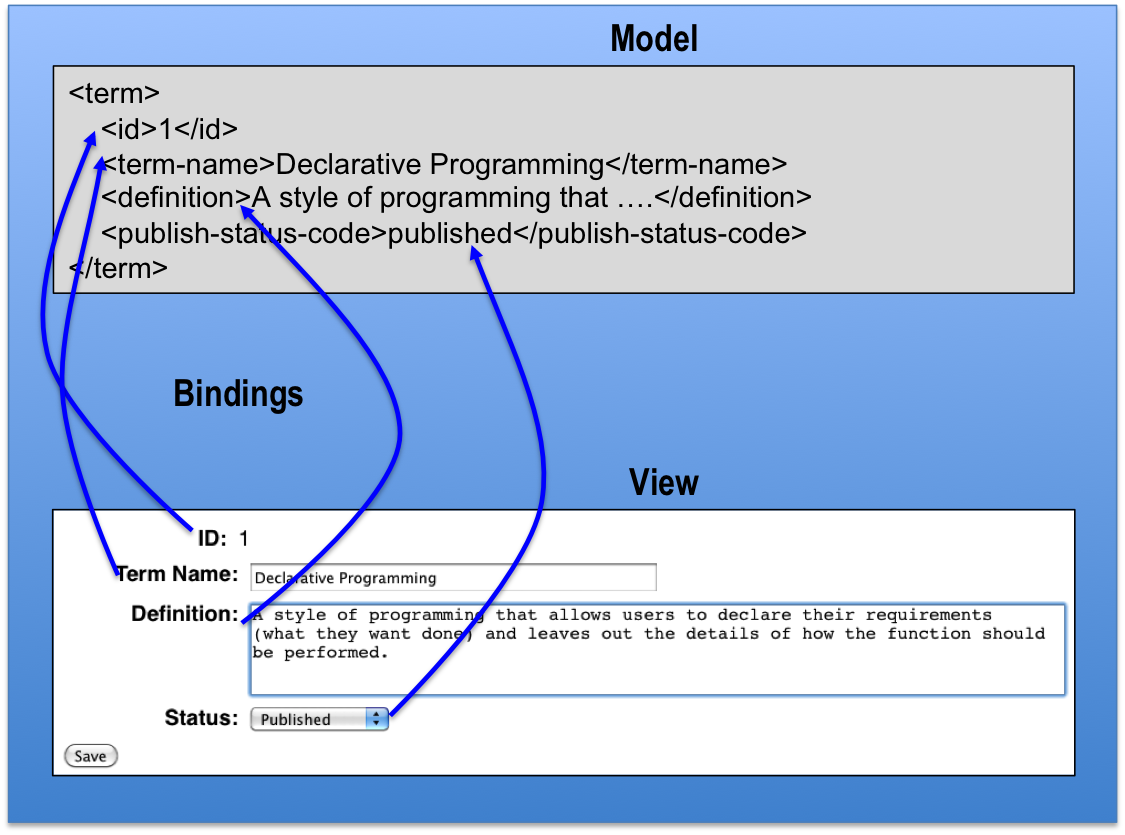 Model
<term>
<id>1</id>
<term-name>Declarative Programming</term-name>
<definition>A style of programming that ….</definition>
<publish-status-code>published</publish-status-code>
</term>
Bindings
View
ID: 1
Term Name: Declarative Programming
Definition: A style of programming that allows users to declare their requirements
(what they want done) and leaves out the details of how the function should
be performed.
Status: Published
Save